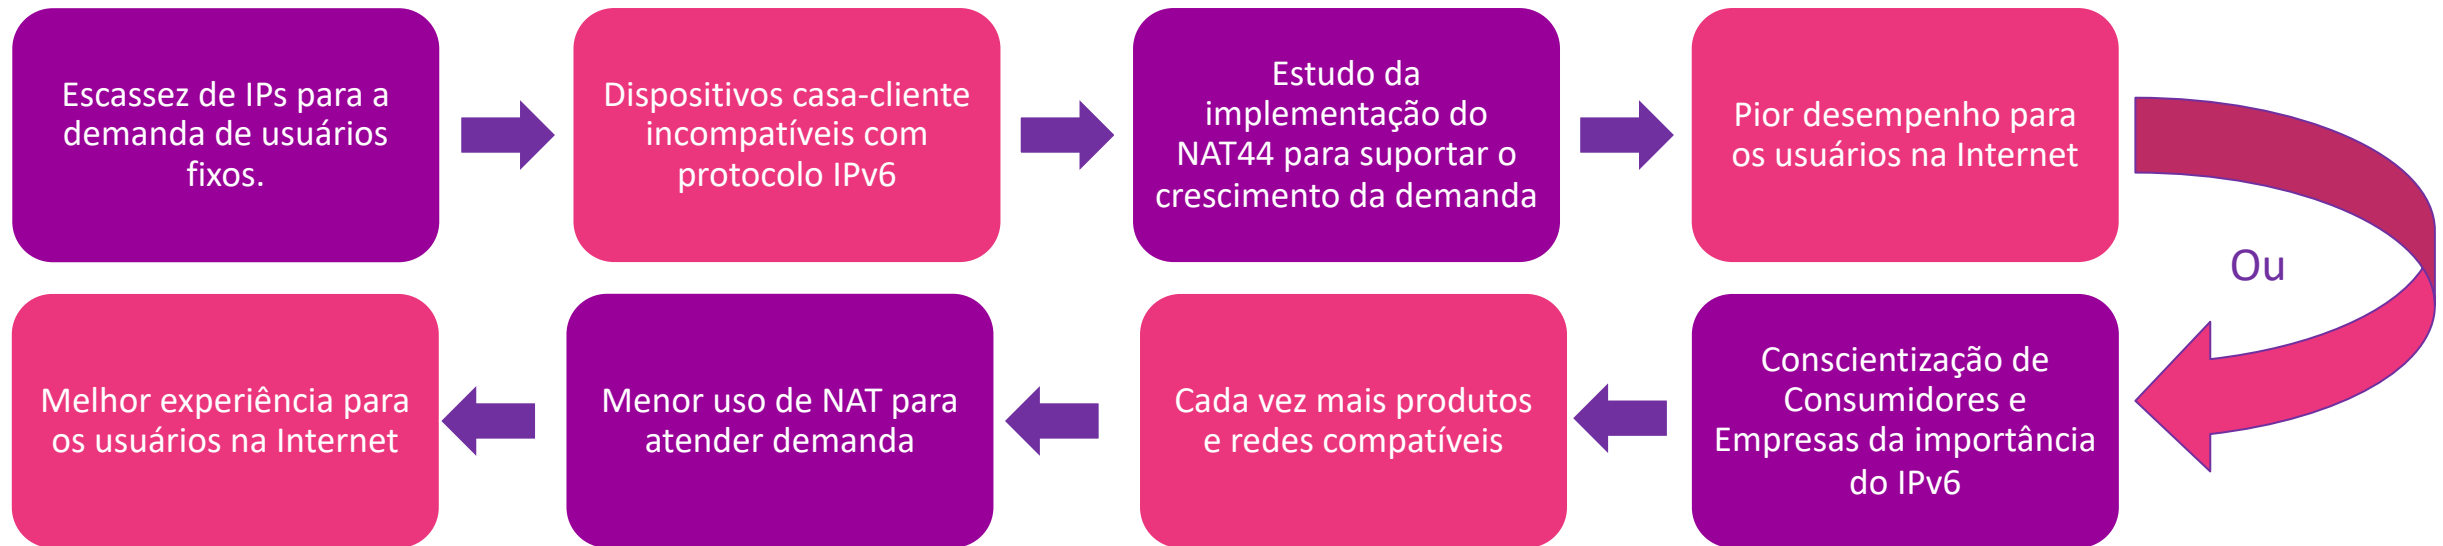 Escassez de IPs para a
demanda de usuários
fixos.
Dispositivos casa-cliente
incompatíveis com
protocolo IPv6
Estudo da
implementação do
NAT44 para suportar o
crescimento da demanda
Pior desempenho para
os usuários na Internet
Ou
Conscientização de
Consumidores e
Empresas da importância
do IPv6
Cada vez mais produtos
e redes compatíveis
Menor uso de NAT para
atender demanda
Melhor experiência para
os usuários na Internet